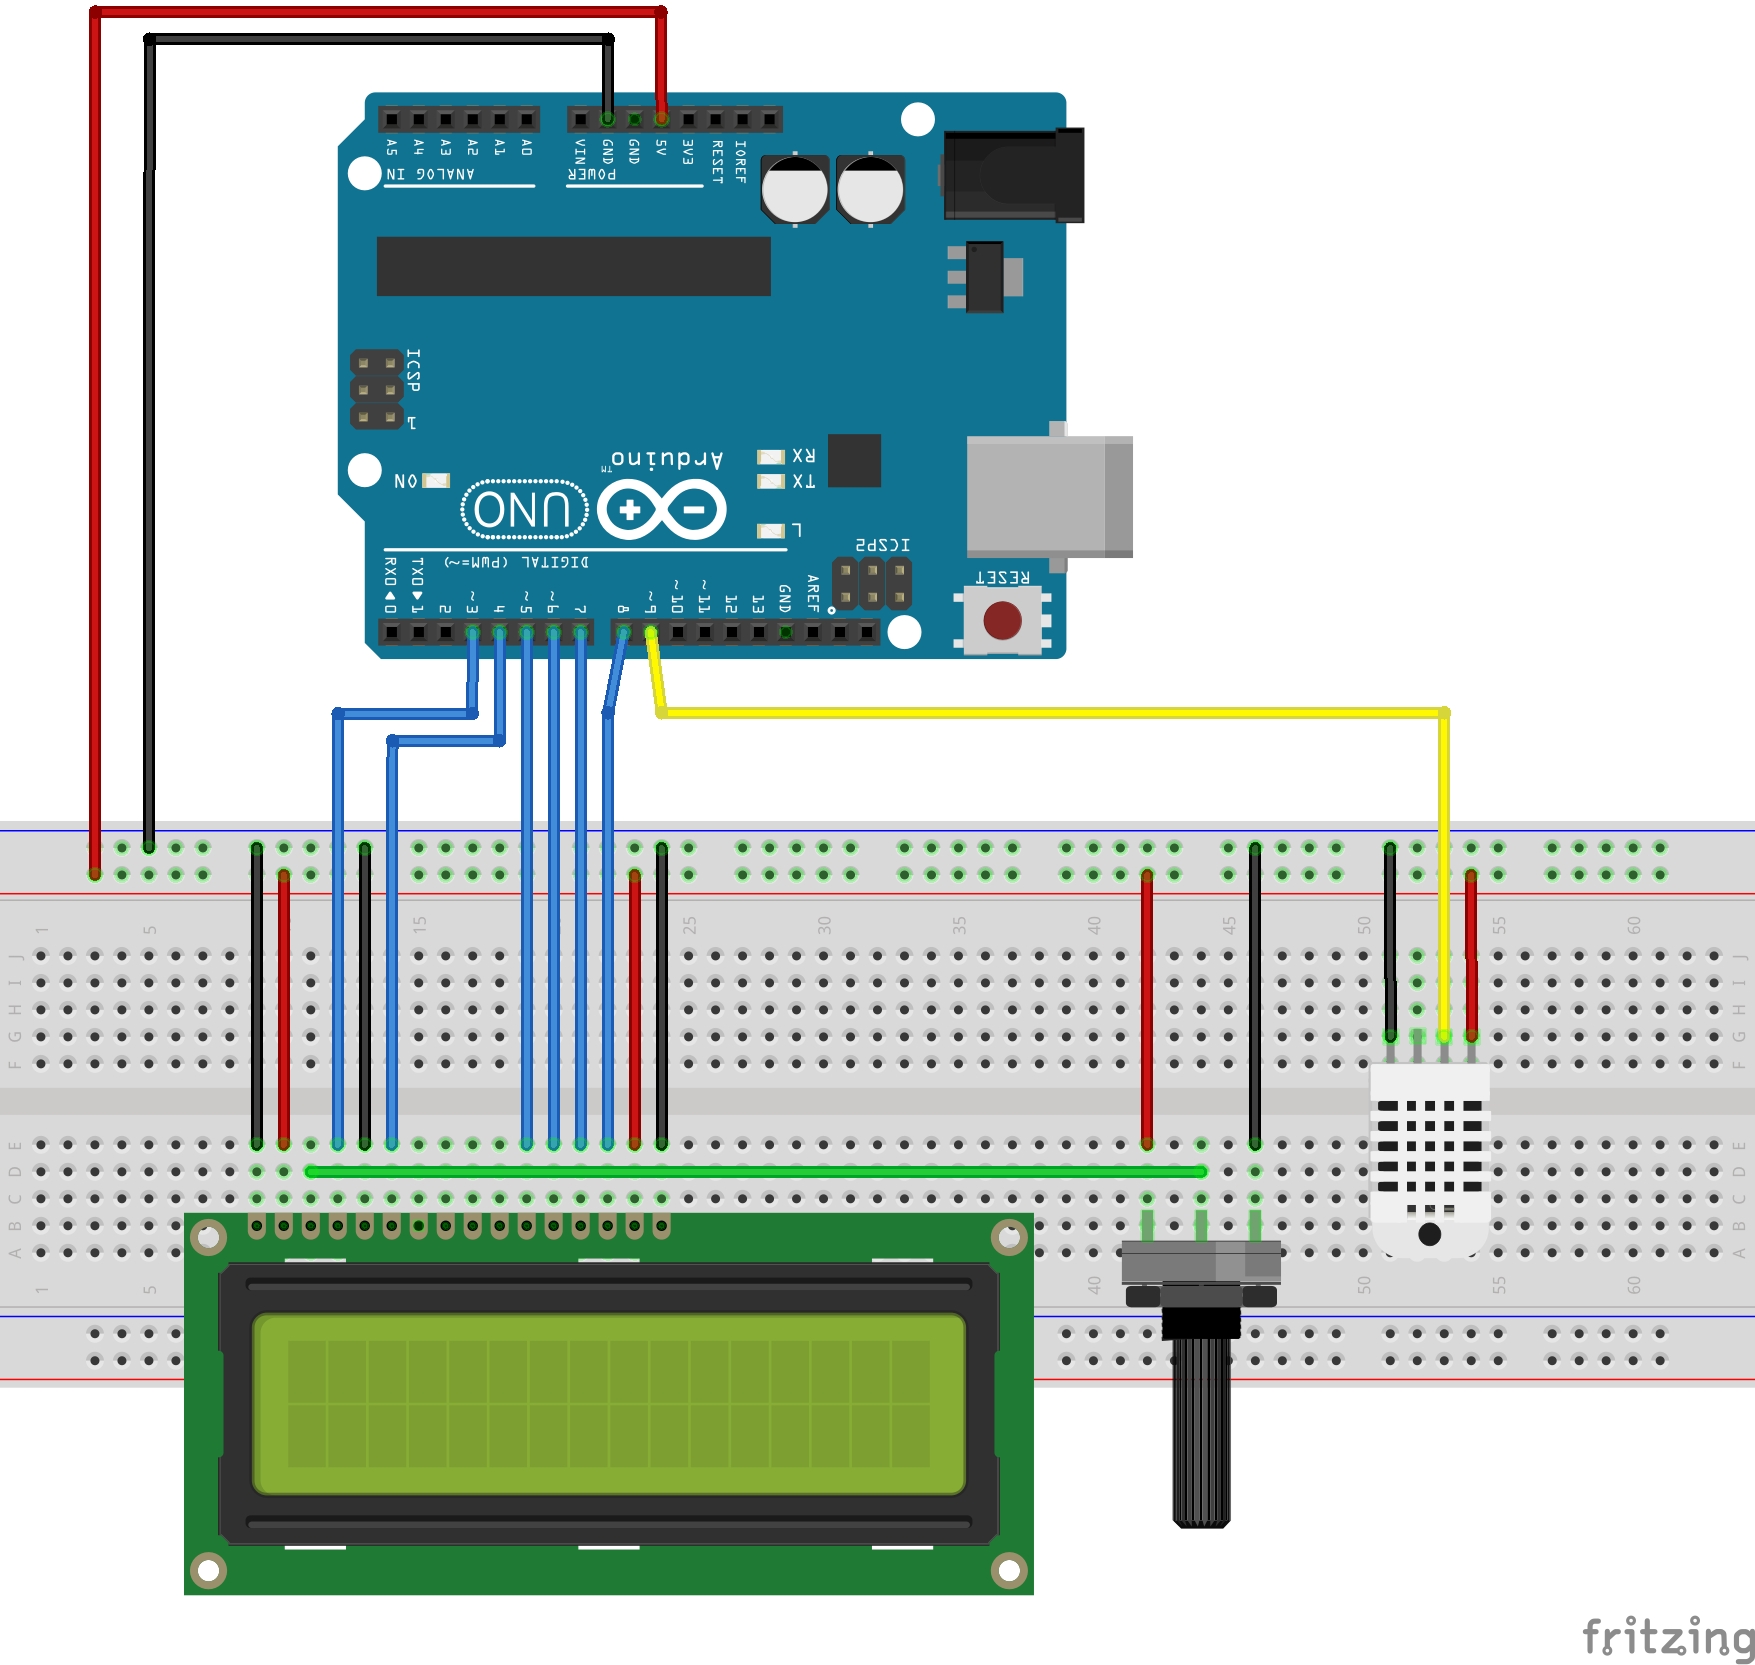 A5 A4 A3 A2 A1 A0
VIN GND GND 5V 3V3 RESET IOREF
ANALOG IN
POWER
ICSP
1
Arduino™
RX
TX
ON
UNO
L
ICSP2
DIGITAL (PWM=~)
RX0 TX0
AREF
RESET
0 1 2 ~3 4 ~5 ~6 7 8 ~9 ~10 ~11 12 13 GND
1 5 15 25 30 35 40 45 50 55 60
J J
I I
H H
G G
F F
E E
D D
C C
B B
A A
1 5 40 50 55 60
fritzing